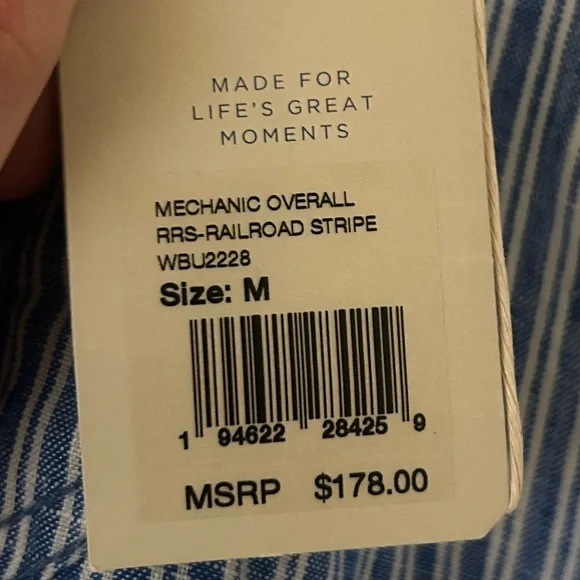 MADE FOR
LIFE'S GREAT
MOMENTS
MECHANIC OVERALL
RRS-RAILROAD STRIPE
WBU2228
Size: M
1 94622 28425 9
MSRP $178.00